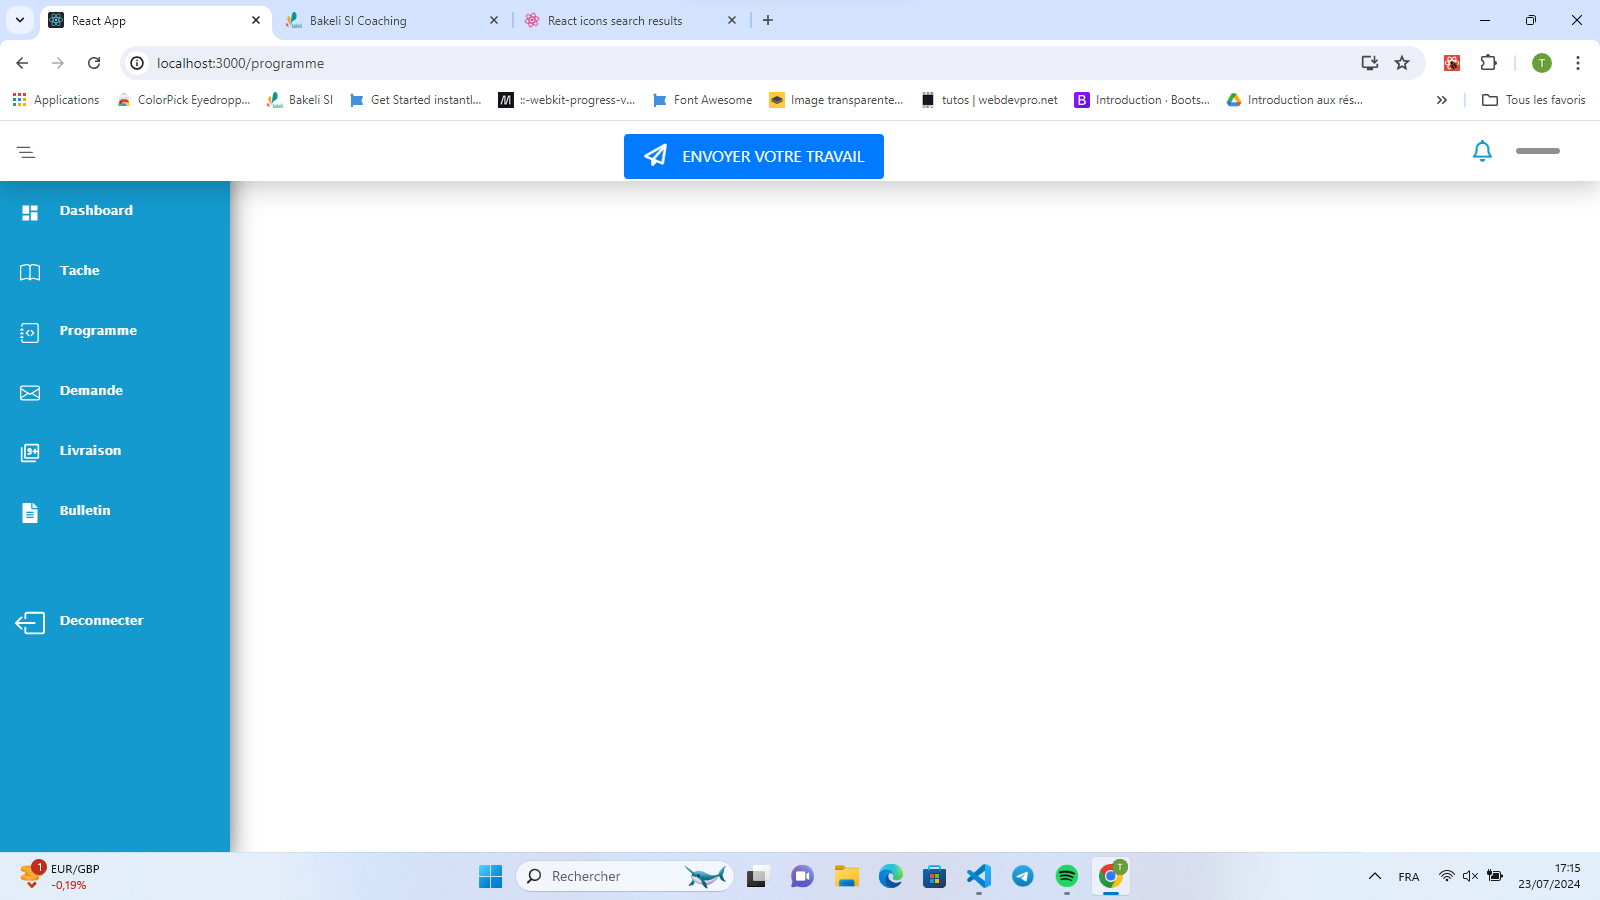 React App
Bakeli SI Coaching
React icons search results
localhost:3000/programme
T
Applications
ColorPick Eyedropp...
Bakeli SI
Get Started instantl...
::-webkit-progress-v...
Font Awesome
Image transparente...
tutos | webdevpro.net
Introduction · Boots...
Introduction aux rés...
Tous les favoris
ENVOYER VOTRE TRAVAIL
Dashboard
Tache
Programme
Demande
Livraison
Bulletin
Deconnecter
1
EUR/GBP
-0,19%
Rechercher
T
FRA
17:15
23/07/2024